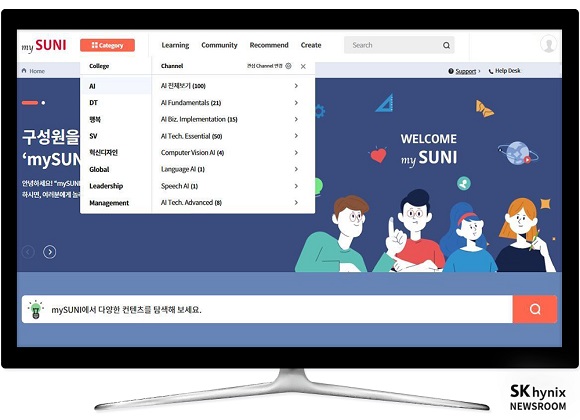 my SUNI
Category
Learning
Community
Recommend
Create
Search
Home
Support >
Help Desk
College
Channel
관심 Channel 변경
AI
DT
행복
SV
혁신디자인
Global
Leadership
Management
AI 전체보기 (100)
AI Fundamentals (21)
AI Biz. Implementation (15)
AI Tech. Essential (50)
Computer Vision AI (4)
Language AI (1)
Speech AI (1)
AI Tech. Advanced (8)
구성원을
‘mySUN
안녕하세요! “mySUN
하시면, 여러분에게 놀
WELCOME
my SUNI
mySUNI에서 다양한 컨텐츠를 탐색해 보세요.
SK hynix
NEWSROOM